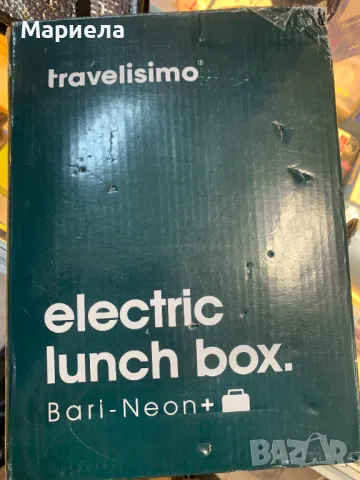 Мариела
travelisimo®
electric
lunch box.
Bari-Neon+
BAZAR